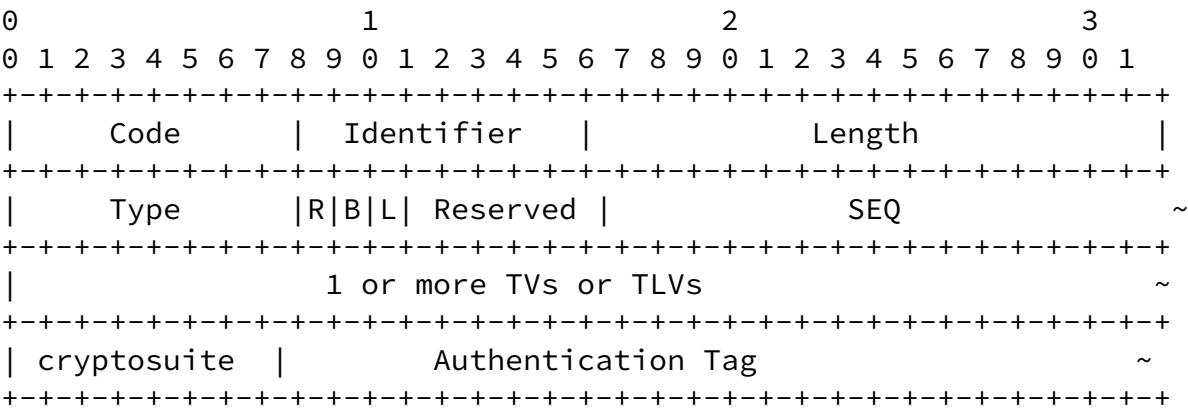 0                   1                   2                   3
0 1 2 3 4 5 6 7 8 9 0 1 2 3 4 5 6 7 8 9 0 1 2 3 4 5 6 7 8 9 0 1
+-+-+-+-+-+-+-+-+-+-+-+-+-+-+-+-+-+-+-+-+-+-+-+-+-+-+-+-+-+-+-+-+
|     Code      |  Identifier   |            Length             |
+-+-+-+-+-+-+-+-+-+-+-+-+-+-+-+-+-+-+-+-+-+-+-+-+-+-+-+-+-+-+-+-+
|     Type      |R|B|L| Reserved |             SEQ               ~
+-+-+-+-+-+-+-+-+-+-+-+-+-+-+-+-+-+-+-+-+-+-+-+-+-+-+-+-+-+-+-+-+
|                 1 or more TVs or TLVs                         ~
+-+-+-+-+-+-+-+-+-+-+-+-+-+-+-+-+-+-+-+-+-+-+-+-+-+-+-+-+-+-+-+-+
| cryptosuite  |        Authentication Tag                     ~
+-+-+-+-+-+-+-+-+-+-+-+-+-+-+-+-+-+-+-+-+-+-+-+-+-+-+-+-+-+-+-+-+